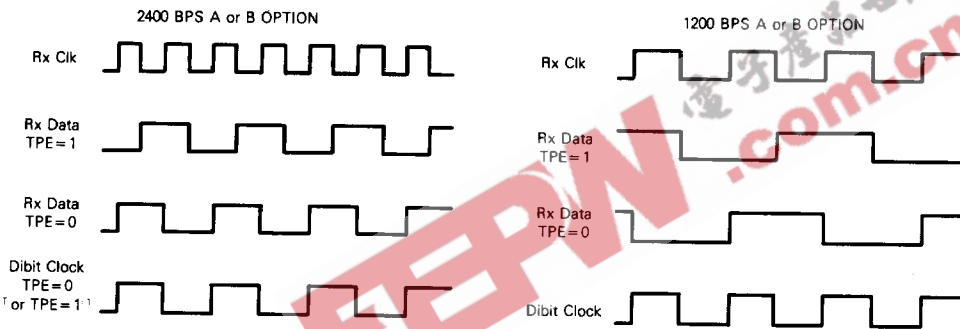 2400 BPS A or B OPTION
Rx Clk
Rx Data
TPE=1
Rx Data
TPE=0
Dibit Clock
TPE=0
or TPE=1
1200 BPS A or B OPTION
Rx Clk
Rx Data
TPE=1
Rx Data
TPE=0
Dibit Clock
EEPW
.com.cn